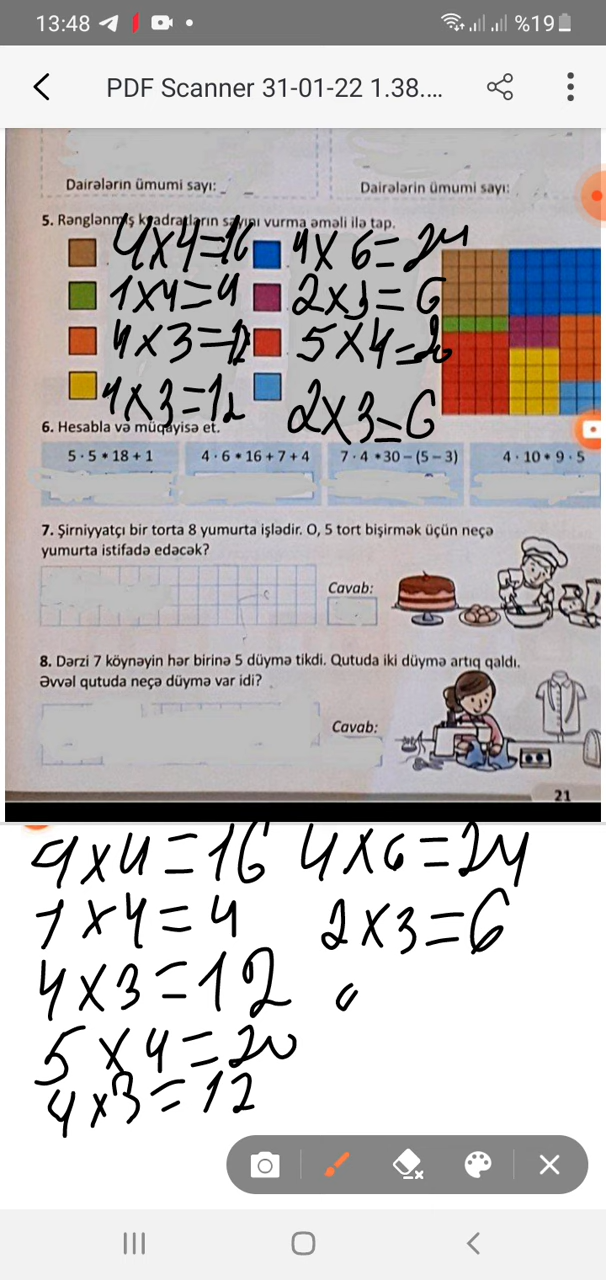 13:48 %19
PDF Scanner 31-01-22 1.38....
Dairələrin ümumi sayı: Dairələrin ümumi sayı:
5. Rənglənmiş kvadratların sayını vurma əməli ilə tap.
4x4=16 4x6=24
1x4=4 2x3=6
4x3=12 5x4=20
4x3=12 2x3=6
6. Hesabla və müqayisə et.
5 · 5 * 18 + 1 4 · 6 * 16 + 7 + 4 7 · 4 * 30 – (5 – 3) 4 · 10 * 9 · 5
7. Şirniyyatçı bir torta 8 yumurta işlədir. O, 5 tort bişirmək üçün neçə
yumurta istifadə edəcək?
Cavab:
8. Dərzi 7 köynəyin hər birinə 5 düymə tikdi. Qutuda iki düymə artıq qaldı.
Əvvəl qutuda neçə düymə var idi?
Cavab:
21
4x4=16 4x6=24
1x4=4 2x3=6
4x3=12
5x4=20
4x3=12